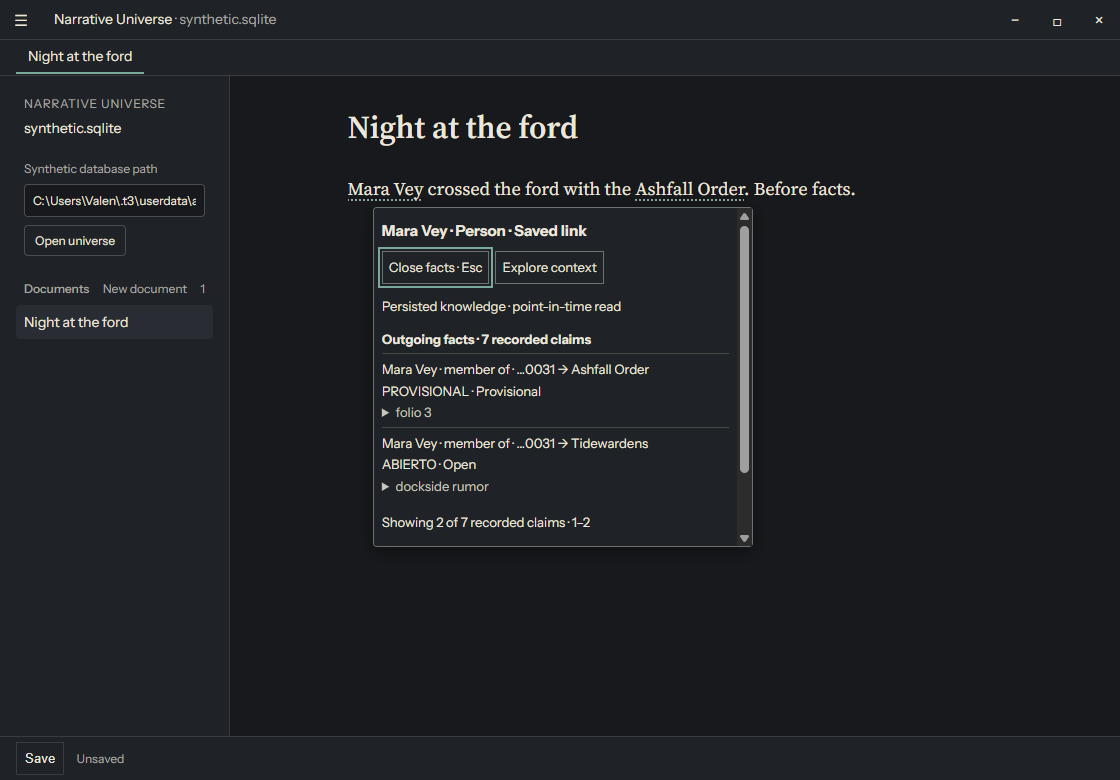 Narrative Universe · synthetic.sqlite
Night at the ford
NARRATIVE UNIVERSE
synthetic.sqlite
Synthetic database path
C:\Users\Valen\.t3\userdata\a
Open universe
Documents New document 1
Night at the ford
Night at the ford
Mara Vey crossed the ford with the Ashfall Order. Before facts.
Mara Vey · Person · Saved link
Close facts · Esc Explore context
Persisted knowledge · point-in-time read
Outgoing facts · 7 recorded claims
Mara Vey · member of · …0031 → Ashfall Order
PROVISIONAL · Provisional
folio 3
Mara Vey · member of · …0031 → Tidewardens
ABIERTO · Open
dockside rumor
Showing 2 of 7 recorded claims · 1–2
Save Unsaved